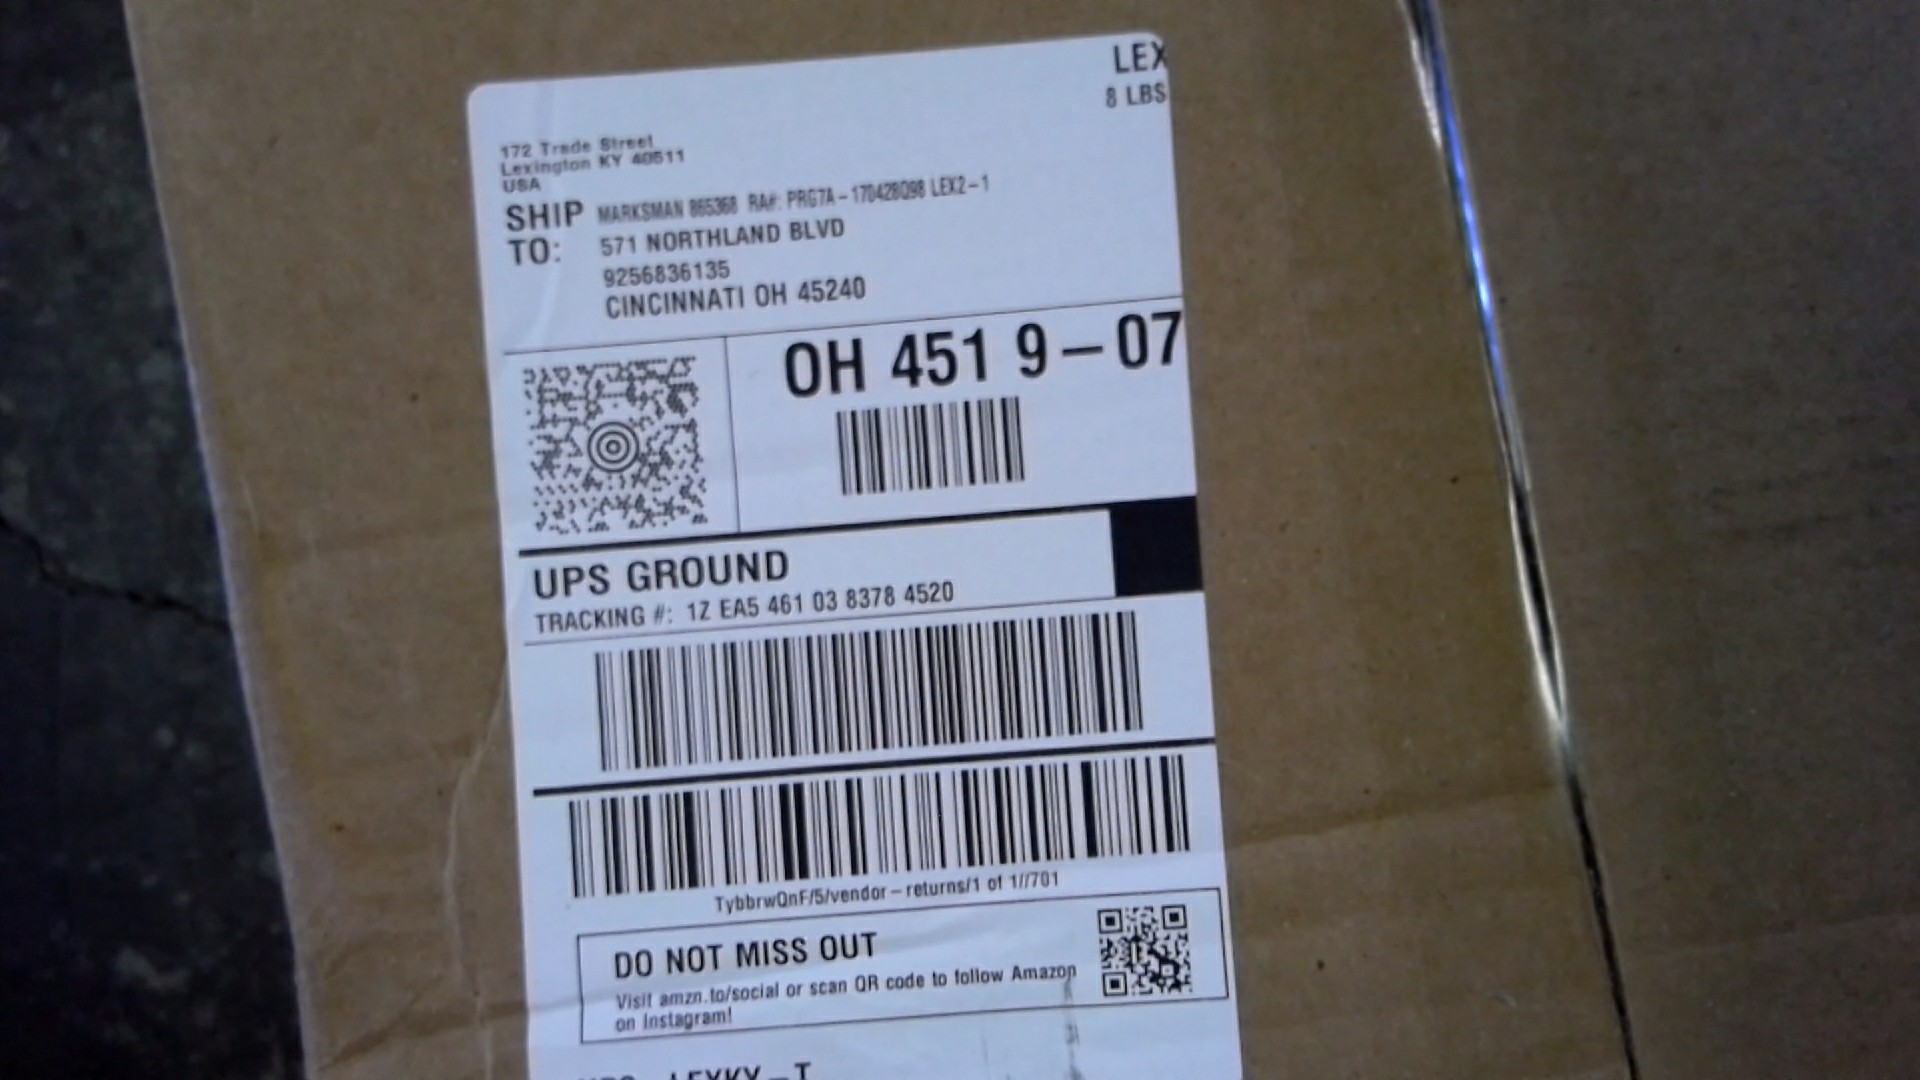 LEX
8 LBS
172 Trade Street
Lexington KY 40511
USA
SHIP TO: MARKSMAN 865368 RA#: PRG7A-170428Q98 LEX2-1
571 NORTHLAND BLVD
9256836135
CINCINNATI OH 45240
OH 451 9-07
UPS GROUND
TRACKING #: 1Z EA5 461 03 8378 4520
TybbrwQnF/5/vendor-returns/1 of 1//701
DO NOT MISS OUT
Visit amzn.to/social or scan QR code to follow Amazon
on Instagram!